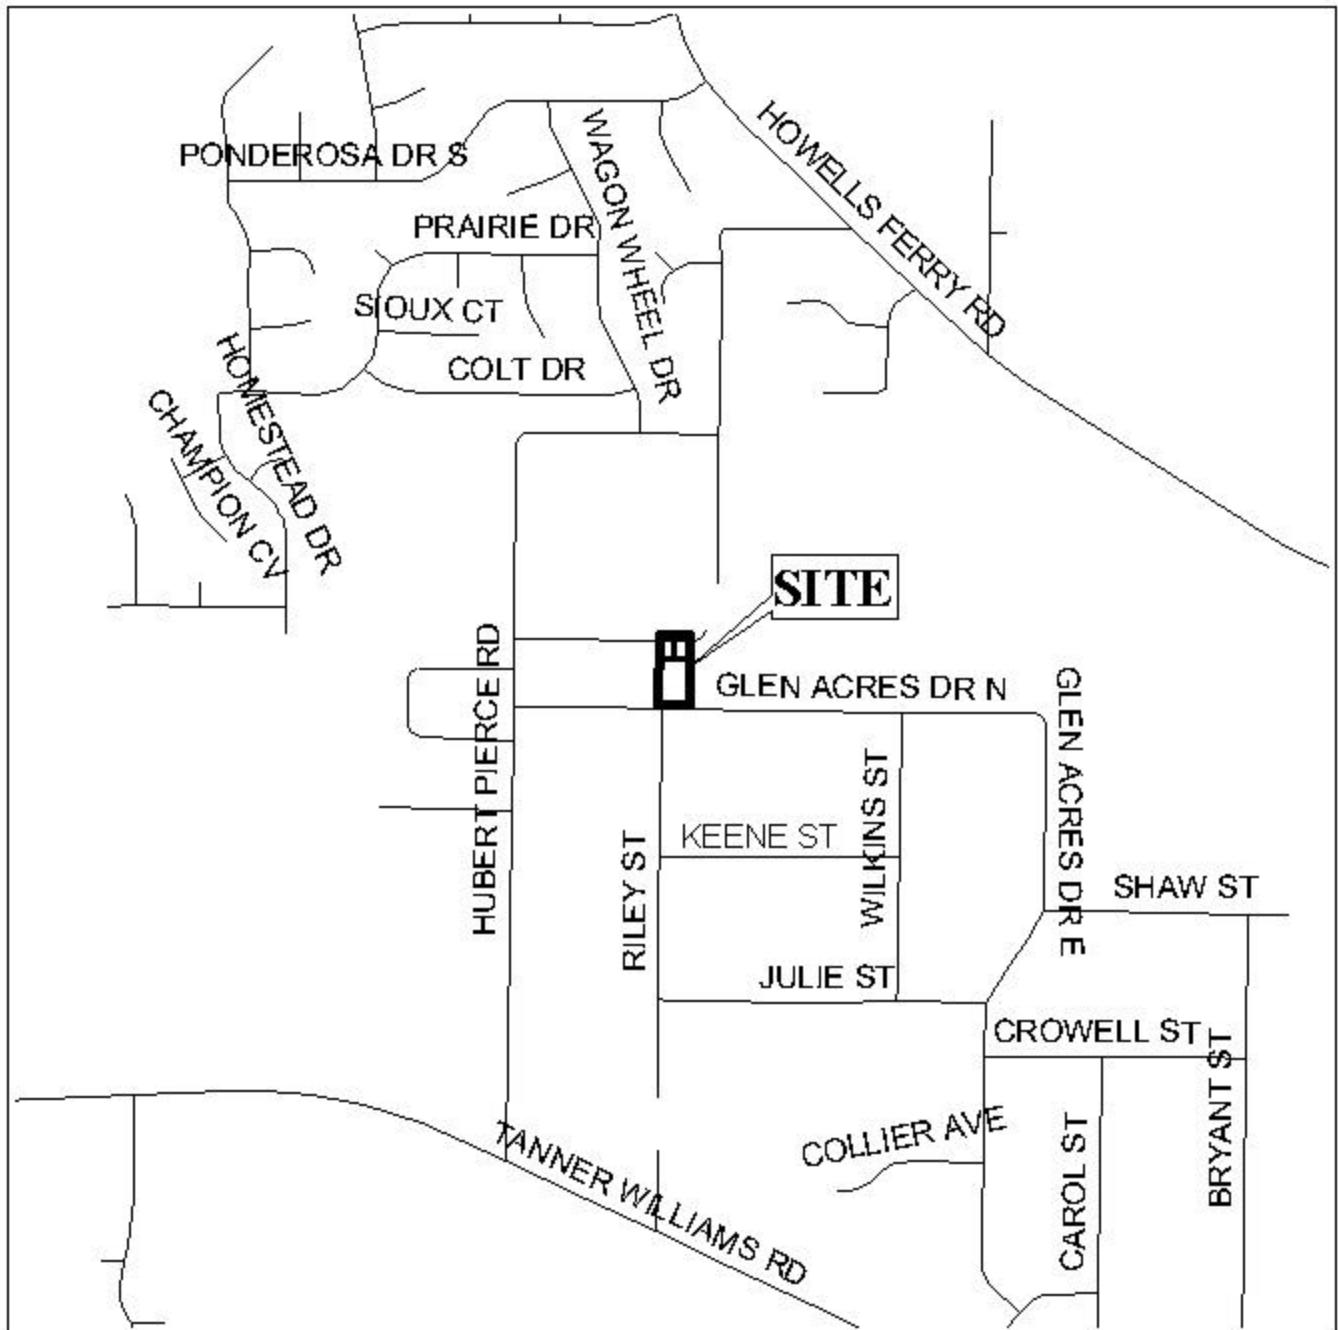 HOWELLS FERRY RD
WAGON WHEEL DR
PONDEROSA DR S
PRAIRIE DR
SIOUX CT
COLT DR
HOMESTEAD DR
CHAMPION CV
SITE
HUBERT PIERCE RD
GLEN ACRES DR N
GLEN ACRES DR E
WILKINS ST
KEENE ST
RILEY ST
SHAW ST
JULIE ST
CROWELL ST
BRYANT ST
COLLIER AVE
CAROL ST
TANNER WILLIAMS RD